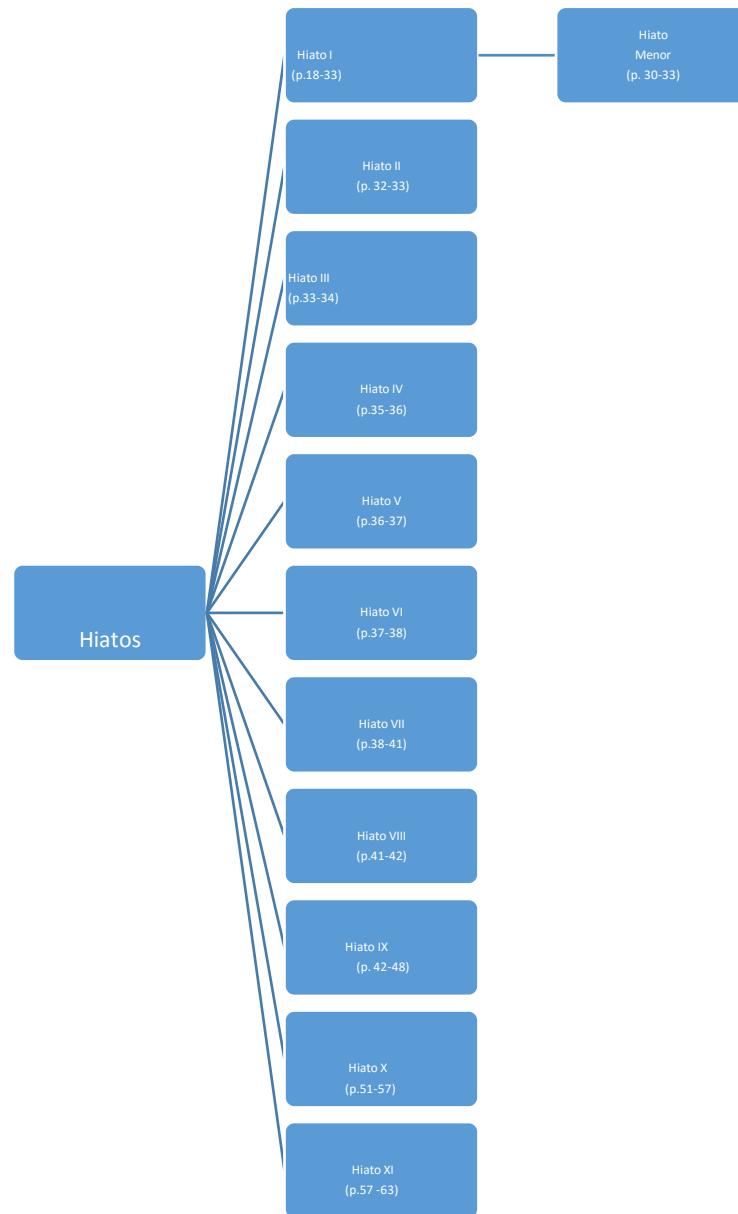 Hiato I
(p.18-33)
Hiato
Menor
(p. 30-33)
Hiato II
(p. 32-33)
Hiato III
(p.33-34)
Hiato IV
(p.35-36)
Hiato V
(p.36-37)
Hiatos
Hiato VI
(p.37-38)
Hiato VII
(p.38-41)
Hiato VIII
(p.41-42)
Hiato IX
(p. 42-48)
Hiato X
(p.51-57)
Hiato XI
(p.57 -63)